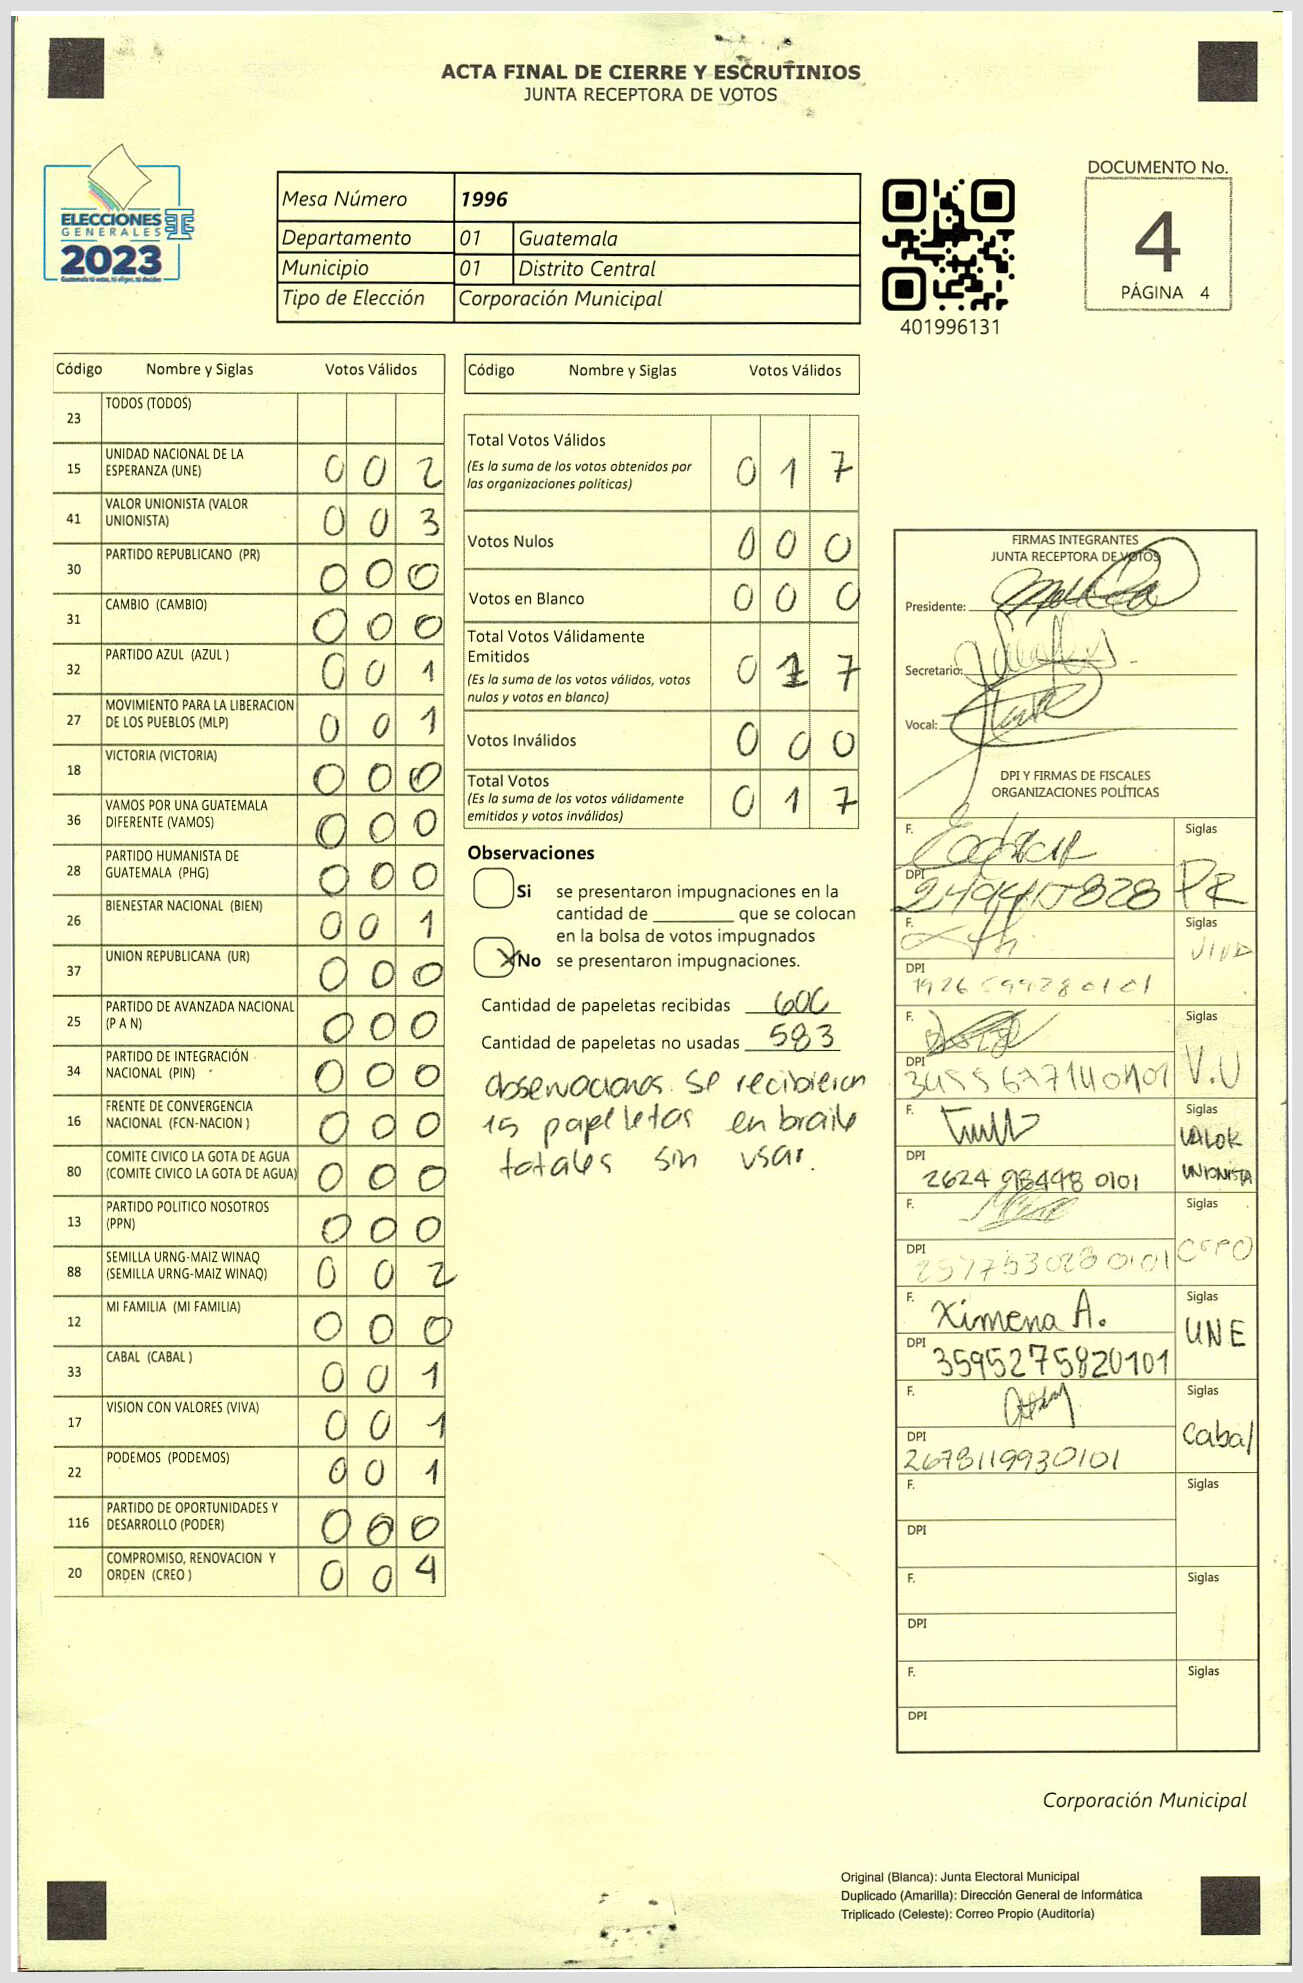 ACTA FINAL DE CIERRE Y ESCRUTINIOS
JUNTA RECEPTORA DE VOTOS
ELECCIONES
GENERALES
2023
Mesa Número 1996
Departamento 01 Guatemala
Municipio 01 Distrito Central
Tipo de Elección Corporación Municipal
401996131
DOCUMENTO No.
4
PÁGINA 4
Código Nombre y Siglas Votos Válidos
23 TODOS (TODOS)
15 UNIDAD NACIONAL DE LA
ESPERANZA (UNE) 0 0 2
41 VALOR UNIONISTA (VALOR
UNIONISTA) 0 0 3
30 PARTIDO REPUBLICANO (PR) 0 0 0
31 CAMBIO (CAMBIO) 0 0 0
32 PARTIDO AZUL (AZUL ) 0 0 1
27 MOVIMIENTO PARA LA LIBERACION
DE LOS PUEBLOS (MLP) 0 0 1
18 VICTORIA (VICTORIA) 0 0 0
36 VAMOS POR UNA GUATEMALA
DIFERENTE (VAMOS) 0 0 0
28 PARTIDO HUMANISTA DE
GUATEMALA (PHG) 0 0 0
26 BIENESTAR NACIONAL (BIEN) 0 0 1
37 UNION REPUBLICANA (UR) 0 0 0
25 PARTIDO DE AVANZADA NACIONAL
(P A N) 0 0 0
34 PARTIDO DE INTEGRACIÓN
NACIONAL (PIN) 0 0 0
16 FRENTE DE CONVERGENCIA
NACIONAL (FCN-NACION ) 0 0 0
80 COMITE CIVICO LA GOTA DE AGUA
(COMITE CIVICO LA GOTA DE AGUA) 0 0 0
13 PARTIDO POLITICO NOSOTROS
(PPN) 0 0 0
88 SEMILLA URNG-MAIZ WINAQ
(SEMILLA URNG-MAIZ WINAQ) 0 0 2
12 MI FAMILIA (MI FAMILIA) 0 0 0
33 CABAL (CABAL ) 0 0 1
17 VISION CON VALORES (VIVA) 0 0 1
22 PODEMOS (PODEMOS) 0 0 1
116 PARTIDO DE OPORTUNIDADES Y
DESARROLLO (PODER) 0 0 0
20 COMPROMISO, RENOVACION Y
ORDEN (CREO ) 0 0 4
Código Nombre y Siglas Votos Válidos
Total Votos Válidos 0 1 7
(Es la suma de los votos obtenidos por
las organizaciones políticas)
Votos Nulos 0 0 0
Votos en Blanco 0 0 0
Total Votos Válidamente
Emitidos 0 1 7
(Es la suma de los votos válidos, votos
nulos y votos en blanco)
Votos Inválidos 0 0 0
Total Votos 0 1 7
(Es la suma de los votos válidamente
emitidos y votos inválidos)
Observaciones
Si se presentaron impugnaciones en la
cantidad de ________ que se colocan
en la bolsa de votos impugnados
X No se presentaron impugnaciones.
Cantidad de papeletas recibidas 600
Cantidad de papeletas no usadas 583
observaciones. Se recibieron
15 papelletas en braile
totales sin usar.
FIRMAS INTEGRANTES
JUNTA RECEPTORA DE VOTOS
Presidente:
Secretario:
Vocal:
DPI Y FIRMAS DE FISCALES
ORGANIZACIONES POLÍTICAS
F. Siglas
DPI PR
F. Siglas
DPI VIVA
F. Siglas
DPI V.U
F. Siglas
VALOR
DPI UNIONISTA
2624 98498 0101
F. Siglas
DPI
F. Ximena A. Siglas
DPI UNE
3595275820101
F. Siglas
DPI Cabal
2678119930101
F. Siglas
DPI
F. Siglas
DPI
F. Siglas
DPI
Corporación Municipal
Original (Blanca): Junta Electoral Municipal
Duplicado (Amarilla): Dirección General de Informática
Triplicado (Celeste): Correo Propio (Auditoría)